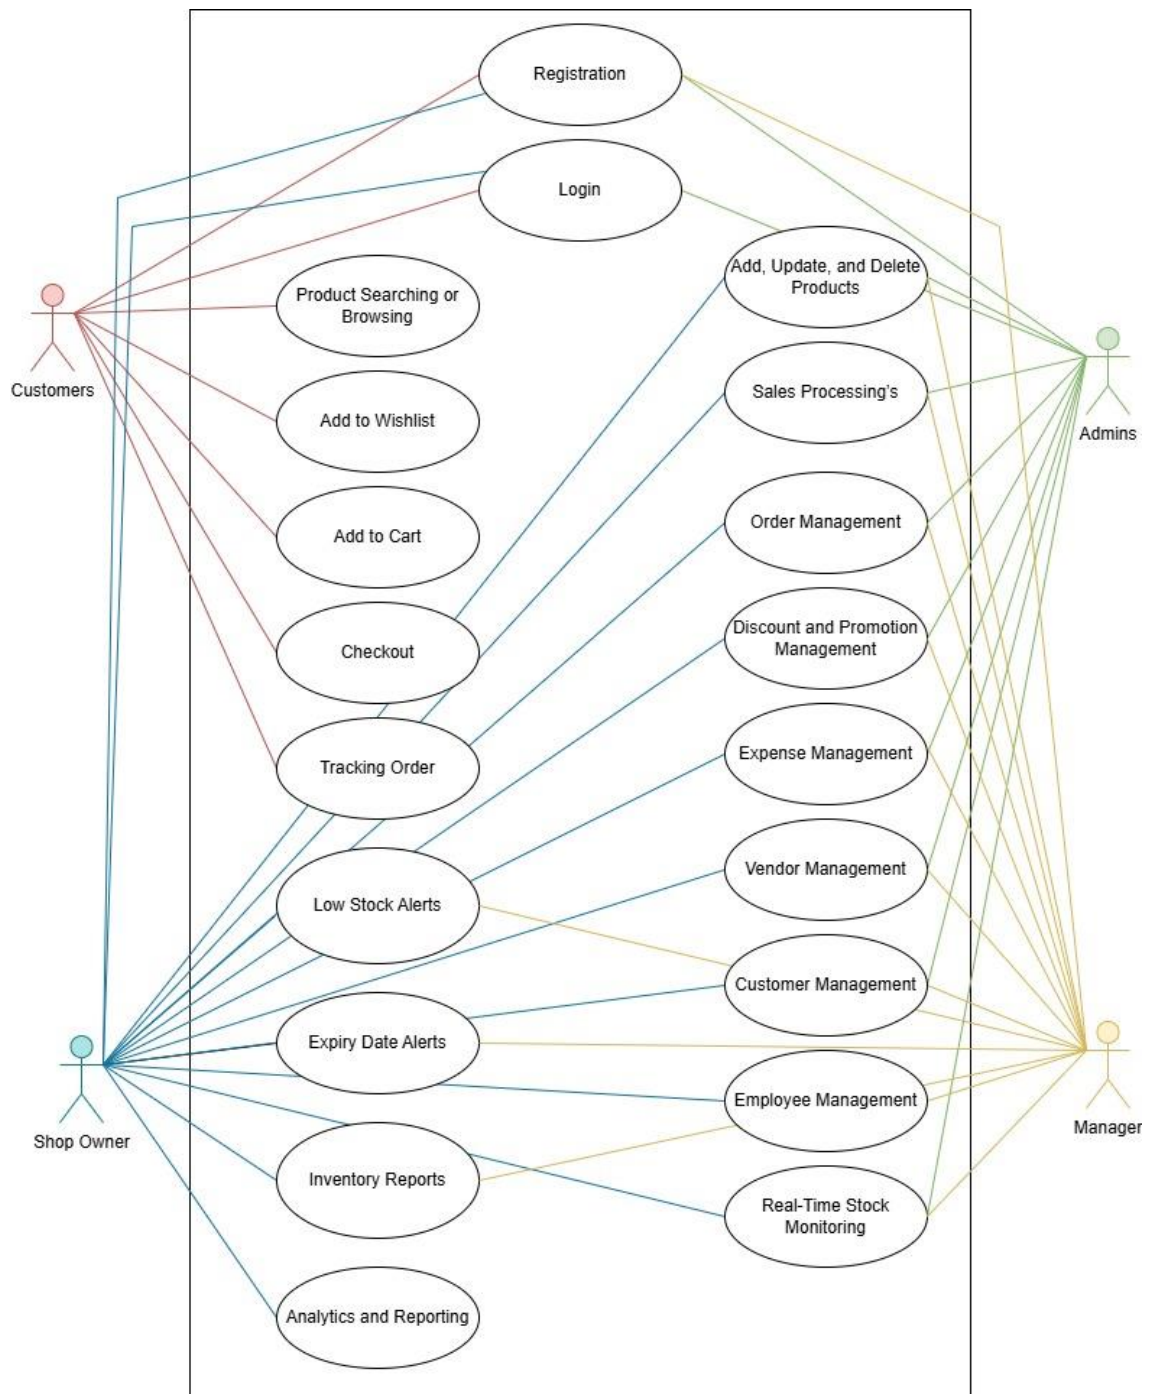 Registration
Login
Product Searching or
Browsing
Add, Update, and Delete
Products
Customers
Add to Wishlist
Sales Processing's
Admins
Add to Cart
Order Management
Checkout
Discount and Promotion
Management
Tracking Order
Expense Management
Low Stock Alerts
Vendor Management
Expiry Date Alerts
Customer Management
Shop Owner
Employee Management
Manager
Inventory Reports
Real-Time Stock
Monitoring
Analytics and Reporting